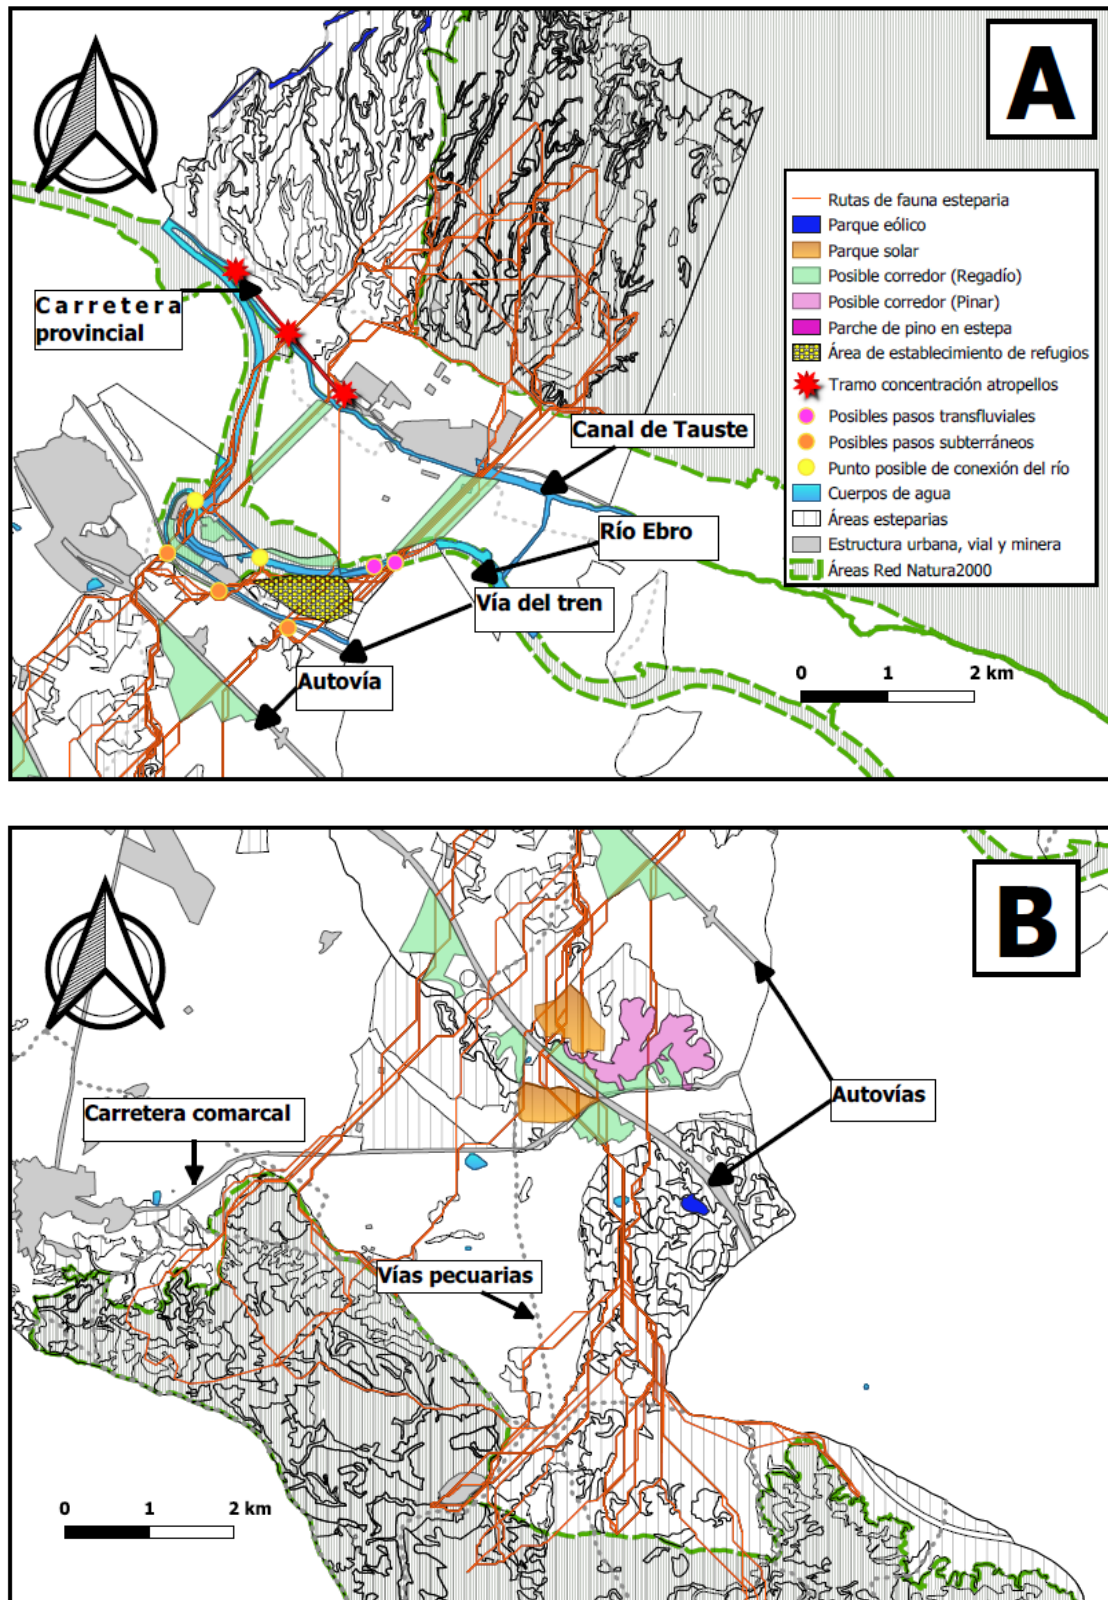 A
Rutas de fauna esteparia
Parque eólico
Parque solar
Posible corredor (Regadío)
Posible corredor (Pinar)
Parche de pino en estepa
Área de establecimiento de refugios
Tramo concentración atropellos
Posibles pasos transfluviales
Posibles pasos subterráneos
Punto posible de conexión del río
Cuerpos de agua
Áreas esteparias
Estructura urbana, vial y minera
Áreas Red Natura2000
Carretera
provincial
Canal de Tauste
Río Ebro
Vía del tren
Autovía
0 1 2 km
B
Carretera comarcal
Autovías
Vías pecuarias
0 1 2 km